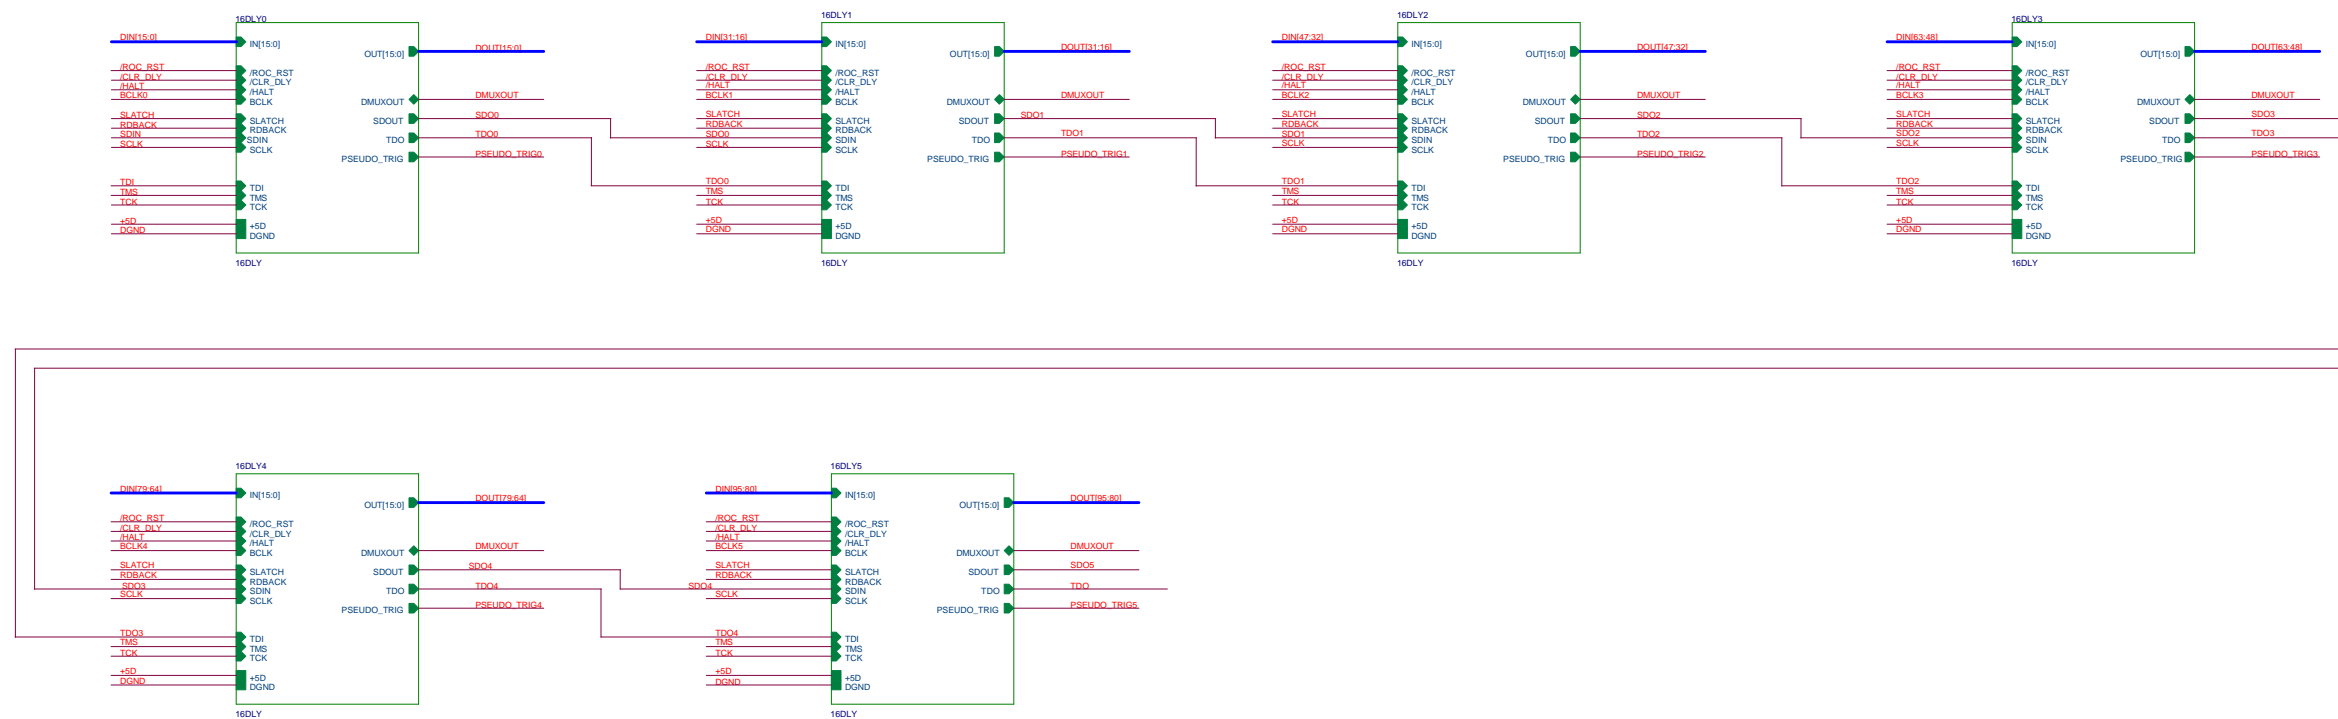 16DLY0
DIN[15:0]
IN[15:0]
OUT[15:0]
DOUT[15:0]
/ROC_RST
/CLR_DLY
/HALT
BCLK0
/ROC_RST
/CLR_DLY
/HALT
BCLK
DMUXOUT
DMUXOUT
SLATCH
RDBACK
SDIN
SCLK
SLATCH
RDBACK
SDIN
SCLK
SDOUT
SDO0
TDO
TDO0
PSEUDO_TRIG
PSEUDO_TRIG0
TDI
TMS
TCK
TDI
TMS
TCK
+5D
DGND
+5D
DGND
16DLY
16DLY1
DIN[31:16]
IN[15:0]
OUT[15:0]
DOUT[31:16]
/ROC_RST
/CLR_DLY
/HALT
BCLK1
/ROC_RST
/CLR_DLY
/HALT
BCLK
DMUXOUT
DMUXOUT
SLATCH
RDBACK
SDO0
SCLK
SLATCH
RDBACK
SDIN
SCLK
SDOUT
SDO1
TDO
TDO1
PSEUDO_TRIG
PSEUDO_TRIG1
TDO0
TMS
TCK
TDI
TMS
TCK
+5D
DGND
+5D
DGND
16DLY
16DLY2
DIN[47:32]
IN[15:0]
OUT[15:0]
DOUT[47:32]
/ROC_RST
/CLR_DLY
/HALT
BCLK2
/ROC_RST
/CLR_DLY
/HALT
BCLK
DMUXOUT
DMUXOUT
SLATCH
RDBACK
SDO1
SCLK
SLATCH
RDBACK
SDIN
SCLK
SDOUT
SDO2
TDO
TDO2
PSEUDO_TRIG
PSEUDO_TRIG2
TDO1
TMS
TCK
TDI
TMS
TCK
+5D
DGND
+5D
DGND
16DLY
16DLY3
DIN[63:48]
IN[15:0]
OUT[15:0]
DOUT[63:48]
/ROC_RST
/CLR_DLY
/HALT
BCLK3
/ROC_RST
/CLR_DLY
/HALT
BCLK
DMUXOUT
DMUXOUT
SLATCH
RDBACK
SDO2
SCLK
SLATCH
RDBACK
SDIN
SCLK
SDOUT
SDO3
TDO
TDO3
PSEUDO_TRIG
PSEUDO_TRIG3
TDO2
TMS
TCK
TDI
TMS
TCK
+5D
DGND
+5D
DGND
16DLY
16DLY4
DIN[79:64]
IN[15:0]
OUT[15:0]
DOUT[79:64]
/ROC_RST
/CLR_DLY
/HALT
BCLK4
/ROC_RST
/CLR_DLY
/HALT
BCLK
DMUXOUT
DMUXOUT
SLATCH
RDBACK
SDO3
SCLK
SLATCH
RDBACK
SDIN
SCLK
SDOUT
SDO4
TDO
TDO4
PSEUDO_TRIG
PSEUDO_TRIG4
TDO3
TMS
TCK
TDI
TMS
TCK
+5D
DGND
+5D
DGND
16DLY
16DLY5
DIN[95:80]
IN[15:0]
OUT[15:0]
DOUT[95:80]
/ROC_RST
/CLR_DLY
/HALT
BCLK5
/ROC_RST
/CLR_DLY
/HALT
BCLK
DMUXOUT
DMUXOUT
SLATCH
RDBACK
SDO4
SCLK
SLATCH
RDBACK
SDIN
SCLK
SDOUT
SDO5
TDO
TDO
PSEUDO_TRIG
PSEUDO_TRIG5
TDO4
TMS
TCK
TDI
TMS
TCK
+5D
DGND
+5D
DGND
16DLY